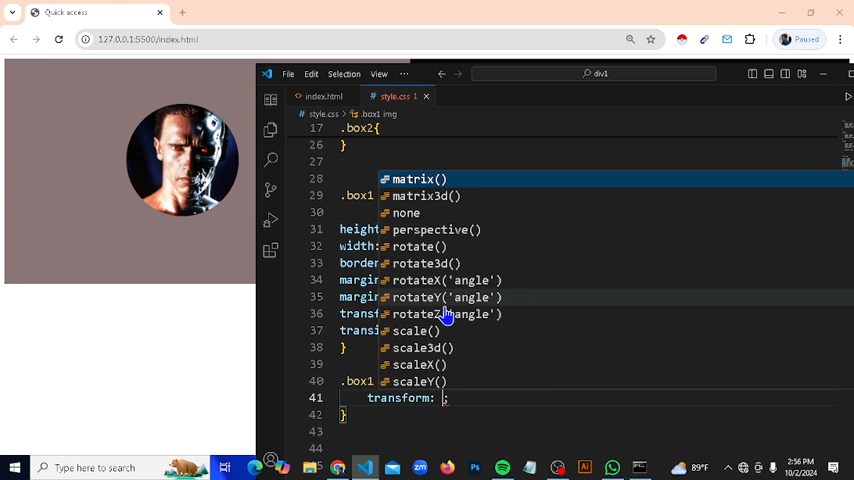 Quick access
127.0.0.1:5500/index.html
Paused
File Edit Selection View ... div1
index.html style.css 1
style.css > .box1 img
17 .box2{
26 }
27
28
29 .box1
30
31 height
32 width:
33 border
34 margin
35 margin
36 transf
37 transi
38 }
39
40 .box1
41 transform: ;
42 }
43
44
matrix()
matrix3d()
none
perspective()
rotate()
rotate3d()
rotateX('angle')
rotateY('angle')
rotateZ('angle')
scale()
scale3d()
scaleX()
scaleY()
Type here to search
89°F
2:56 PM
10/2/2024